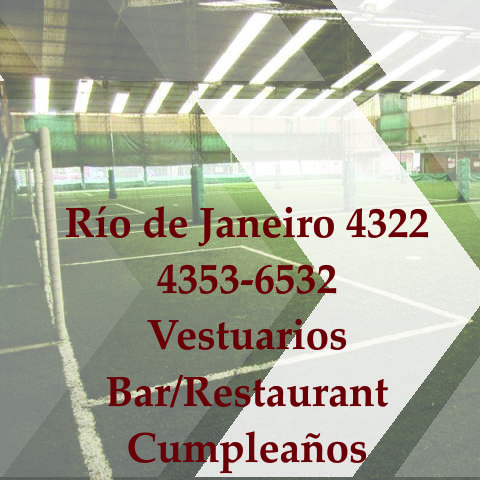 Río de Janeiro 4322
4353-6532
Vestuarios
Bar/Restaurant
Cumpleaños